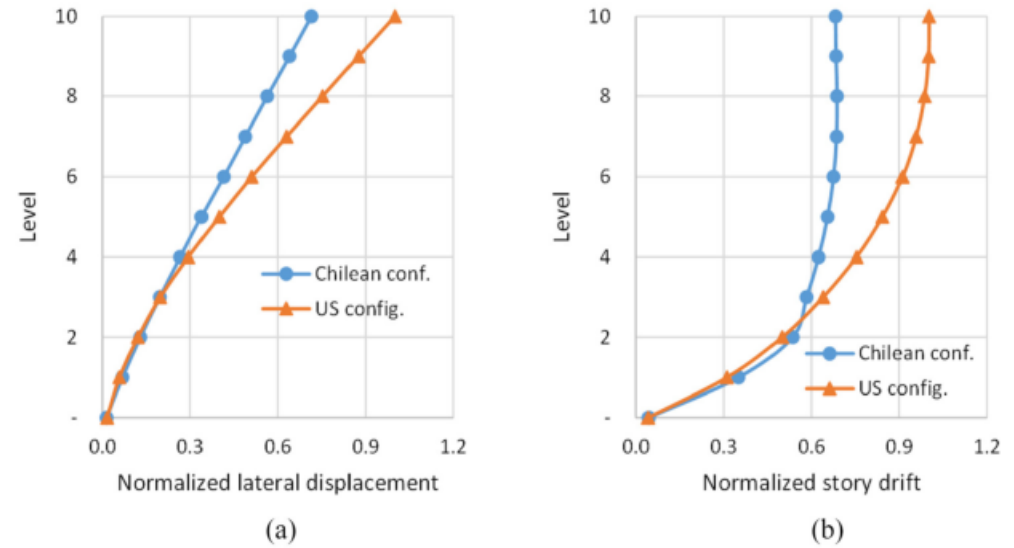 10
8
6
4
2
-
Level
0.0 0.3 0.6 0.9 1.2
Normalized lateral displacement
Chilean conf.
US config.
(a)
10
8
6
4
2
-
Level
0.0 0.3 0.6 0.9 1.2
Normalized story drift
Chilean conf.
US config.
(b)